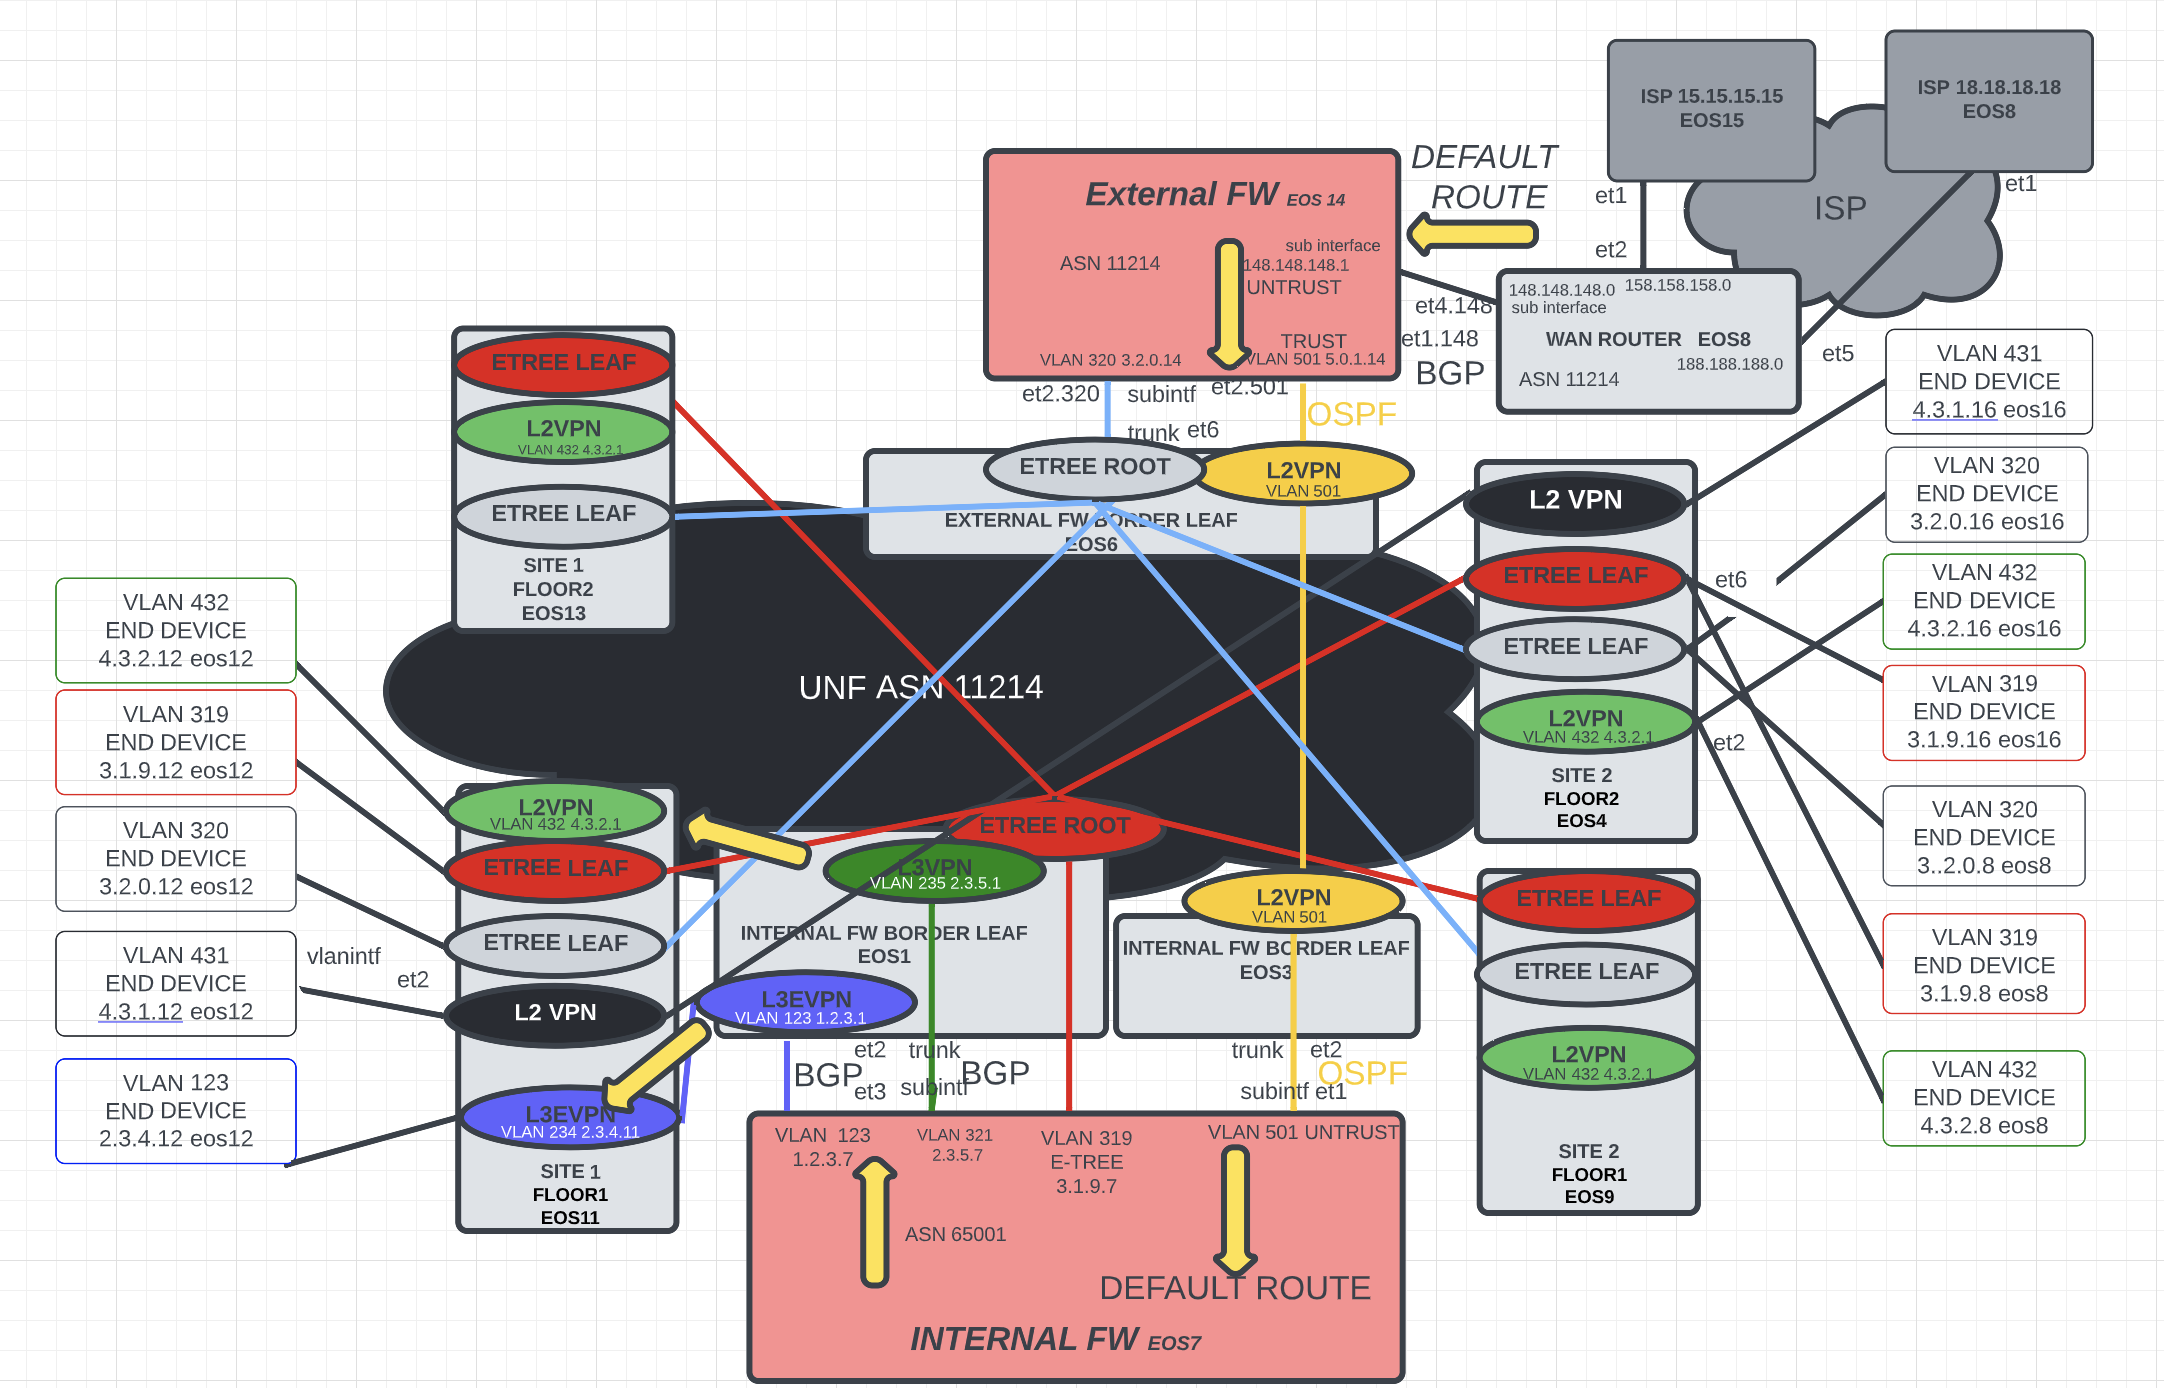 ISP 15.15.15.15
EOS15
ISP 18.18.18.18
EOS8
et1
ISP
et1
et2
DEFAULT
ROUTE
External FW EOS 14
ASN 11214
sub interface
148.148.148.1
UNTRUST
TRUST
VLAN 320 3.2.0.14
VLAN 501 5.0.1.14
et4.148
et1.148
BGP
148.148.148.0
158.158.158.0
sub interface
WAN ROUTER EOS8
188.188.188.0
ASN 11214
et5
et2.320
subintf
et2.501
OSPF
trunk
et6
ETREE ROOT
L2VPN
VLAN 501
EXTERNAL FW BORDER LEAF
EOS6
ETREE LEAF
L2VPN
VLAN 432 4.3.2.1
ETREE LEAF
SITE 1
FLOOR2
EOS13
UNF ASN 11214
L2 VPN
ETREE LEAF
ETREE LEAF
L2VPN
VLAN 432 4.3.2.1
SITE 2
FLOOR2
EOS4
et6
et2
VLAN 431
END DEVICE
4.3.1.16 eos16
VLAN 320
END DEVICE
3.2.0.16 eos16
VLAN 432
END DEVICE
4.3.2.16 eos16
VLAN 319
END DEVICE
3.1.9.16 eos16
VLAN 320
END DEVICE
3..2.0.8 eos8
VLAN 319
END DEVICE
3.1.9.8 eos8
VLAN 432
END DEVICE
4.3.2.8 eos8
VLAN 432
END DEVICE
4.3.2.12 eos12
VLAN 319
END DEVICE
3.1.9.12 eos12
VLAN 320
END DEVICE
3.2.0.12 eos12
VLAN 431
END DEVICE
4.3.1.12 eos12
VLAN 123
END DEVICE
2.3.4.12 eos12
vlanintf
et2
L2VPN
VLAN 432 4.3.2.1
ETREE LEAF
ETREE LEAF
L2 VPN
L3EVPN
VLAN 234 2.3.4.11
SITE 1
FLOOR1
EOS11
ETREE ROOT
L3VPN
VLAN 235 2.3.5.1
INTERNAL FW BORDER LEAF
EOS1
L3EVPN
VLAN 123 1.2.3.1
L2VPN
VLAN 501
INTERNAL FW BORDER LEAF
EOS3
ETREE LEAF
ETREE LEAF
L2VPN
VLAN 432 4.3.2.1
SITE 2
FLOOR1
EOS9
et2
trunk
BGP
BGP
et3
subintf
trunk
et2
OSPF
subintf et1
VLAN 123
1.2.3.7
VLAN 321
2.3.5.7
VLAN 319
E-TREE
3.1.9.7
VLAN 501 UNTRUST
ASN 65001
DEFAULT ROUTE
INTERNAL FW EOS7